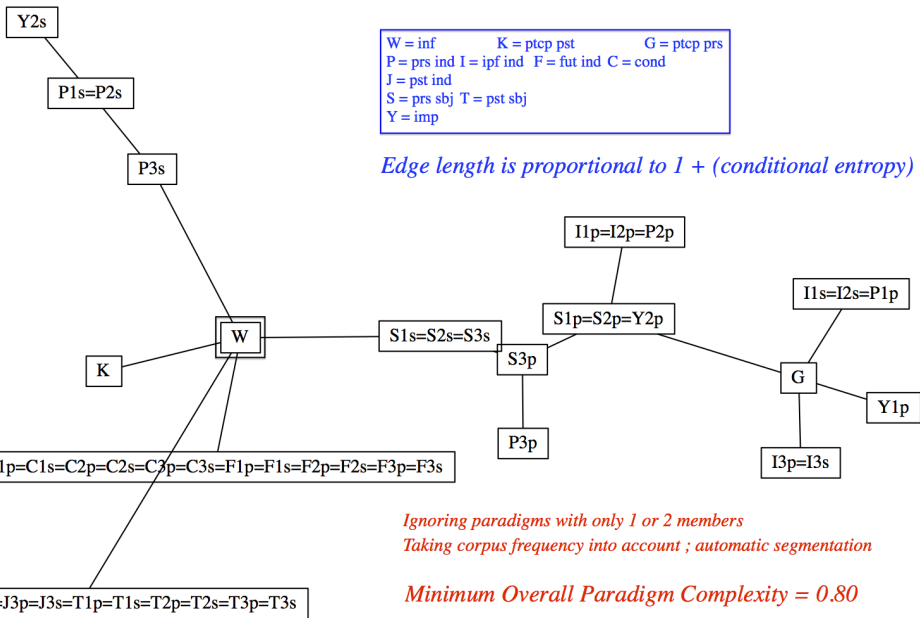 Y2s
W = inf K = ptcp pst G = ptcp prs
P = prs ind I = ipf ind F = fut ind C = cond
J = pst ind
S = prs sbj T = pst sbj
Y = imp
P1s=P2s
Edge length is proportional to 1 + (conditional entropy)
P3s
I1p=I2p=P2p
I1s=I2s=P1p
S1p=S2p=Y2p
W
S1s=S2s=S3s
S3p
K
G
Y1p
P3p
I3p=I3s
1p=C1s=C2p=C2s=C3p=C3s=F1p=F1s=F2p=F2s=F3p=F3s
Ignoring paradigms with only 1 or 2 members
Taking corpus frequency into account ; automatic segmentation
Minimum Overall Paradigm Complexity = 0.80
=J3p=J3s=T1p=T1s=T2p=T2s=T3p=T3s